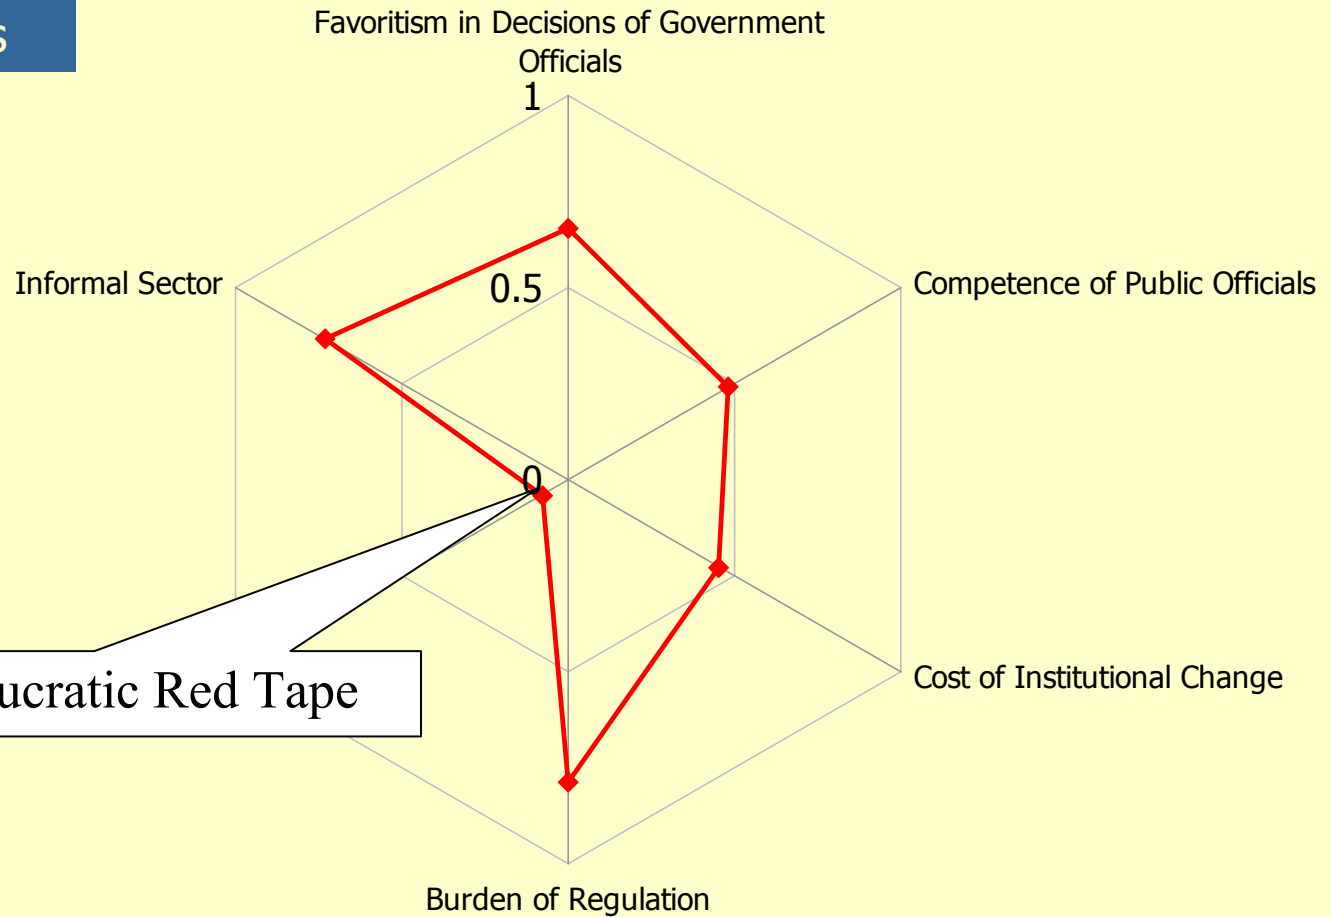 s
Favoritism in Decisions of Government
Officials
1
Informal Sector
0.5
Competence of Public Officials
0
Cost of Institutional Change
ucratic Red Tape
Burden of Regulation